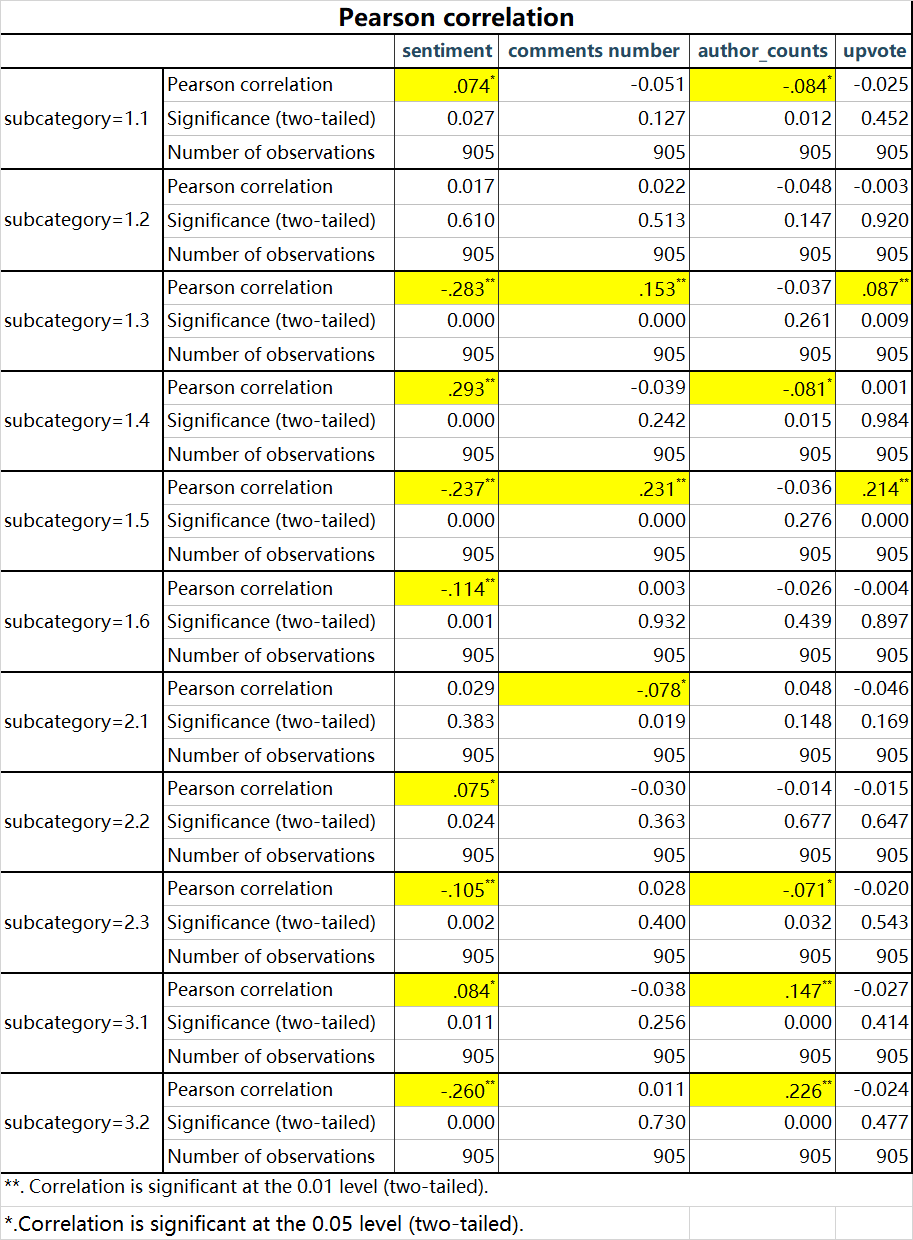 Pearson correlation
sentiment comments number author_counts upvote
subcategory=1.1
Pearson correlation .074* -0.051 -.084* -0.025
Significance (two-tailed) 0.027 0.127 0.012 0.452
Number of observations 905 905 905 905
subcategory=1.2
Pearson correlation 0.017 0.022 -0.048 -0.003
Significance (two-tailed) 0.610 0.513 0.147 0.920
Number of observations 905 905 905 905
subcategory=1.3
Pearson correlation -.283** .153** -0.037 .087**
Significance (two-tailed) 0.000 0.000 0.261 0.009
Number of observations 905 905 905 905
subcategory=1.4
Pearson correlation .293** -0.039 -.081* 0.001
Significance (two-tailed) 0.000 0.242 0.015 0.984
Number of observations 905 905 905 905
subcategory=1.5
Pearson correlation -.237** .231** -0.036 .214**
Significance (two-tailed) 0.000 0.000 0.276 0.000
Number of observations 905 905 905 905
subcategory=1.6
Pearson correlation -.114** 0.003 -0.026 -0.004
Significance (two-tailed) 0.001 0.932 0.439 0.897
Number of observations 905 905 905 905
subcategory=2.1
Pearson correlation 0.029 -.078* 0.048 -0.046
Significance (two-tailed) 0.383 0.019 0.148 0.169
Number of observations 905 905 905 905
subcategory=2.2
Pearson correlation .075* -0.030 -0.014 -0.015
Significance (two-tailed) 0.024 0.363 0.677 0.647
Number of observations 905 905 905 905
subcategory=2.3
Pearson correlation -.105** 0.028 -.071* -0.020
Significance (two-tailed) 0.002 0.400 0.032 0.543
Number of observations 905 905 905 905
subcategory=3.1
Pearson correlation .084* -0.038 .147** -0.027
Significance (two-tailed) 0.011 0.256 0.000 0.414
Number of observations 905 905 905 905
subcategory=3.2
Pearson correlation -.260** 0.011 .226** -0.024
Significance (two-tailed) 0.000 0.730 0.000 0.477
Number of observations 905 905 905 905
**. Correlation is significant at the 0.01 level (two-tailed).
*.Correlation is significant at the 0.05 level (two-tailed).